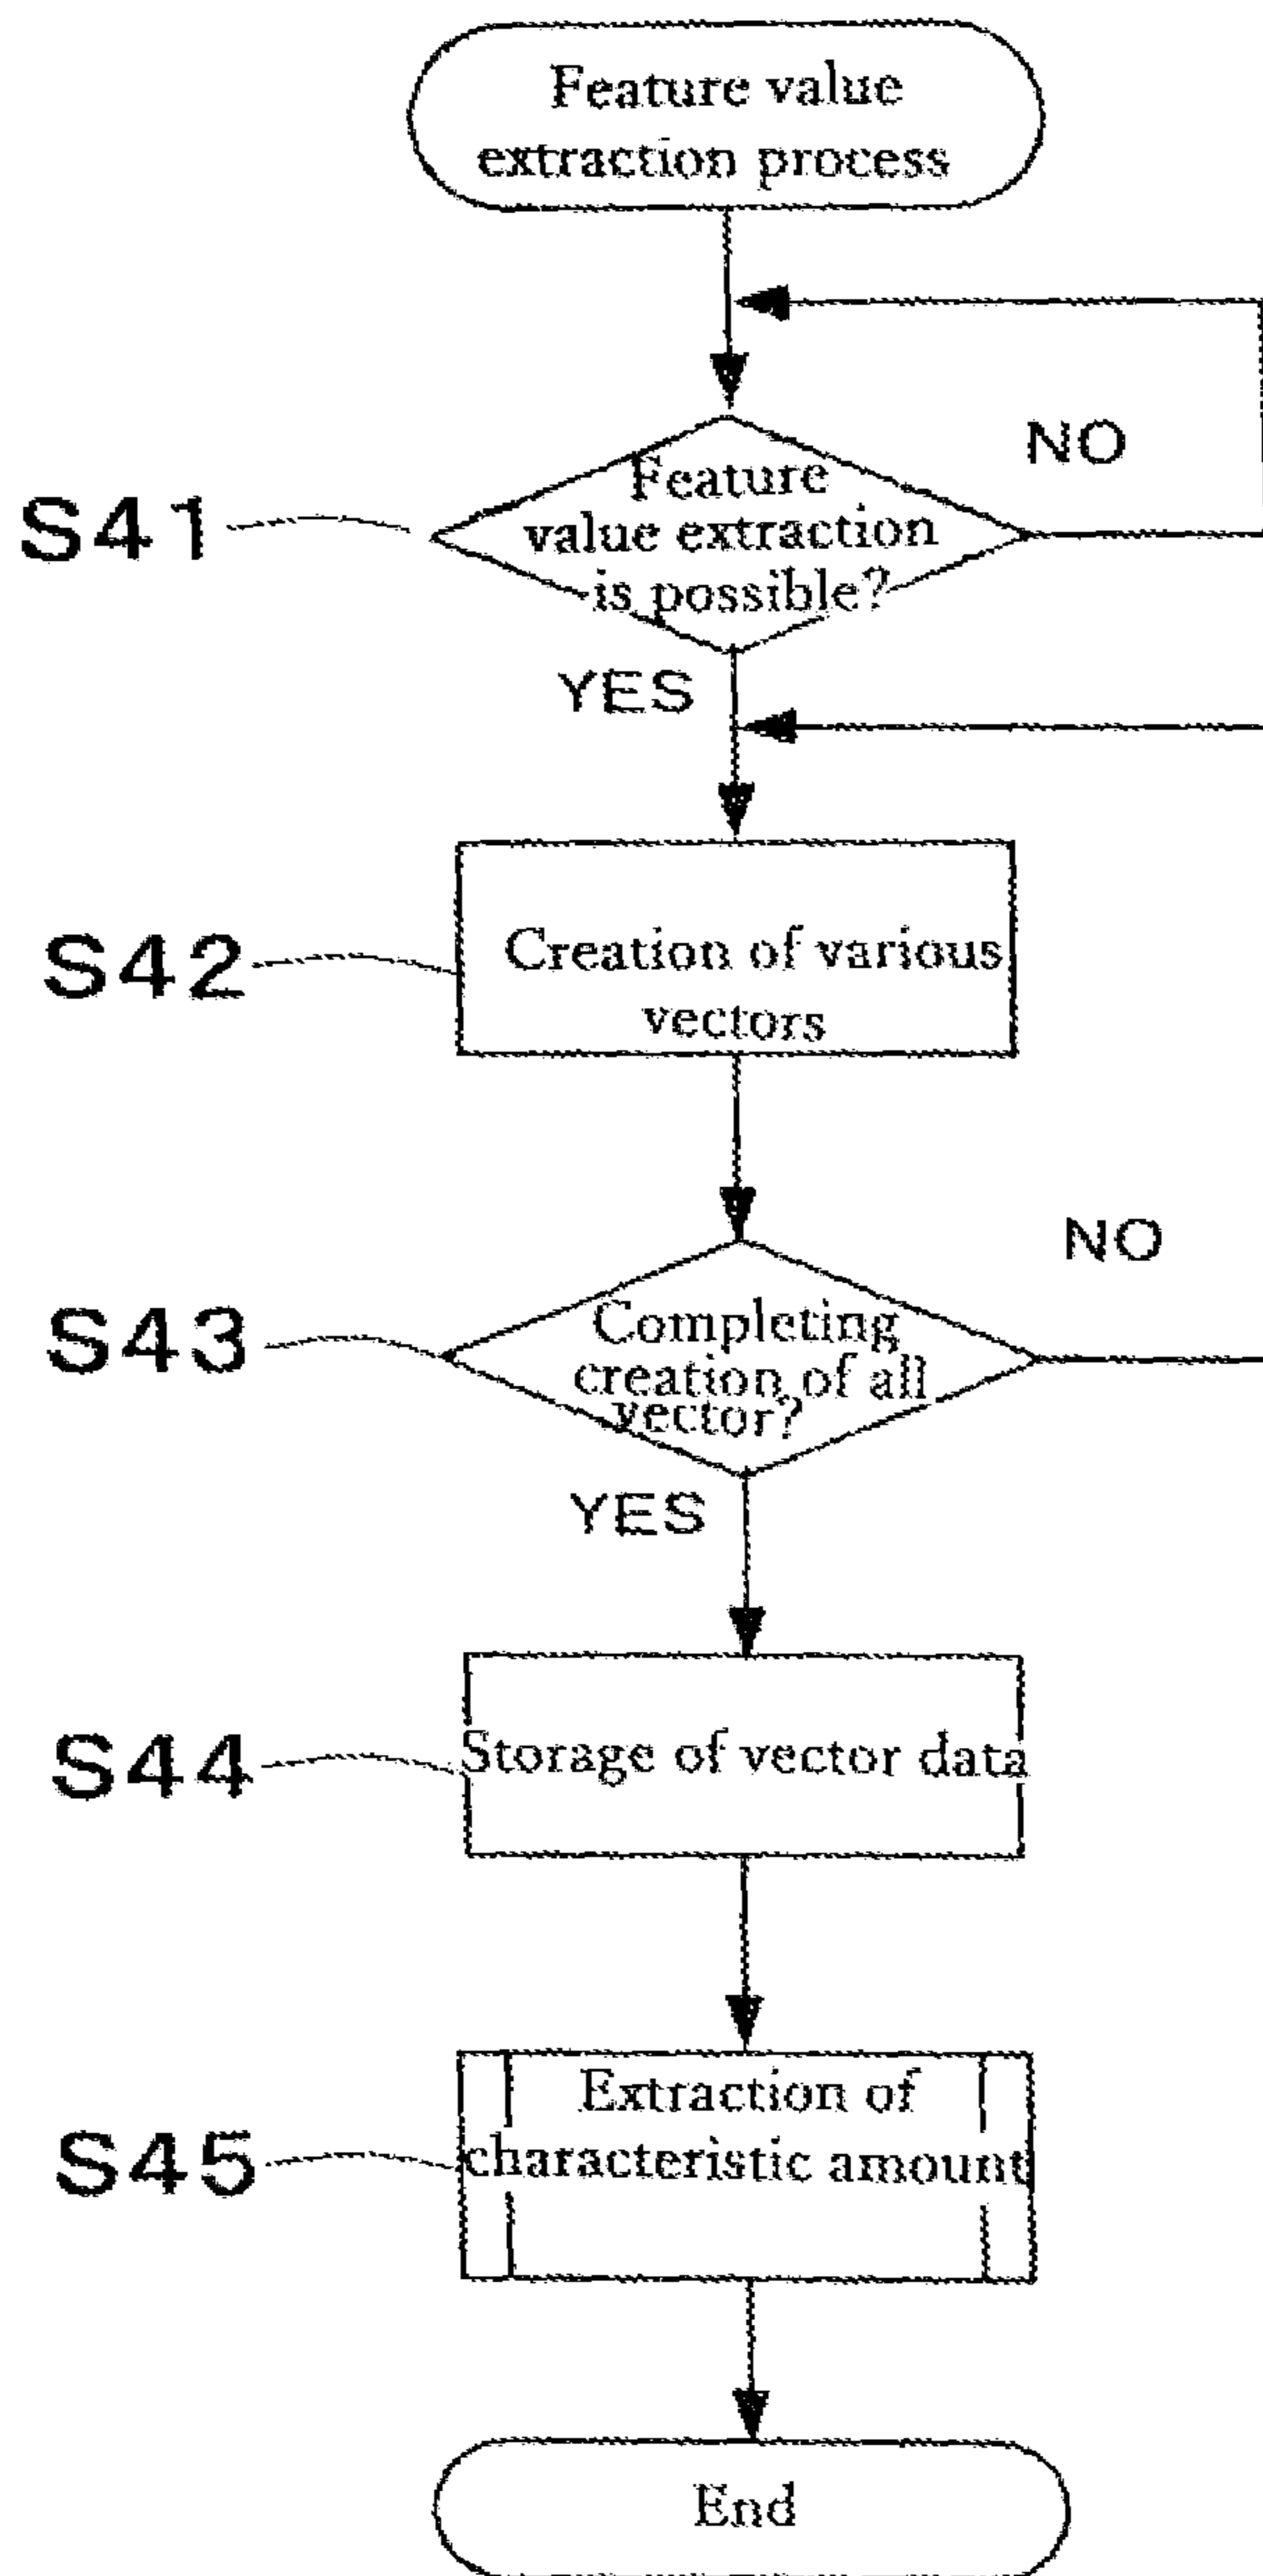 Feature value
extraction process
NO
S41
Feature
value extraction
is possible?
YES
S42
Creation of various
vectors
NO
S43
Completing
creation of all
vector?
YES
S44
Storage of vector data
S45
Extraction of
characteristic amount
End